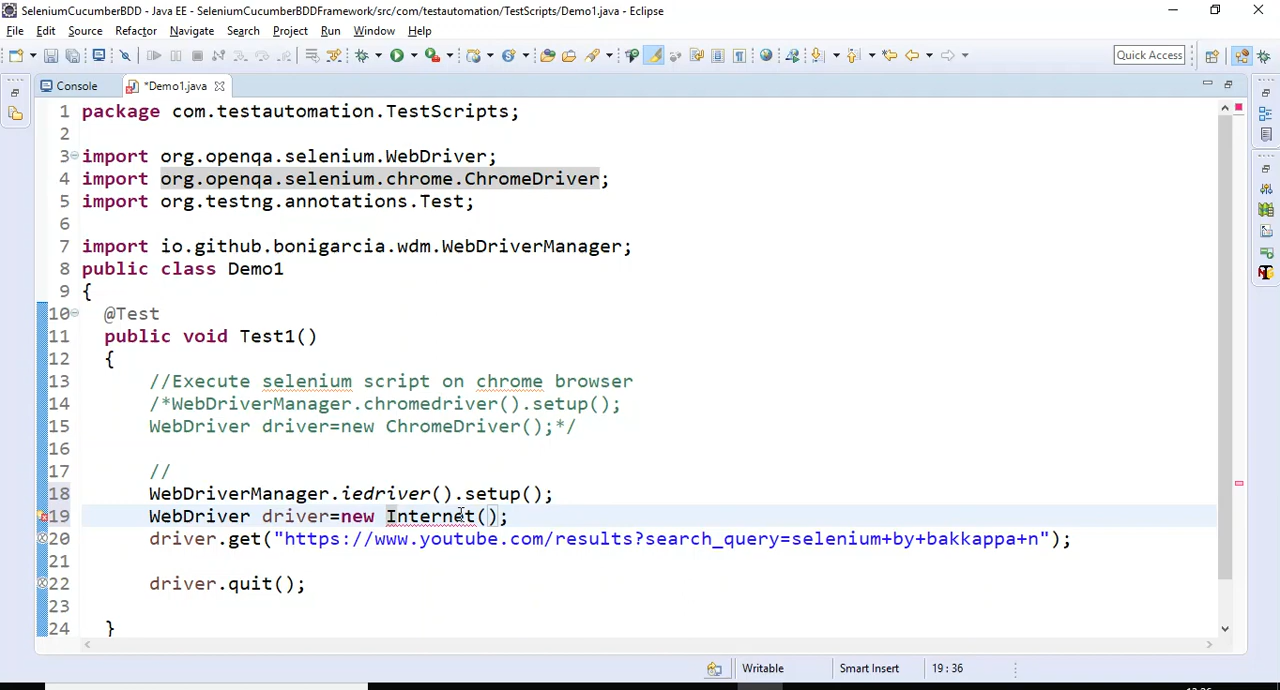 SeleniumCucumberBDD - Java EE - SeleniumCucumberBDDFramework/src/com/testautomation/TestScripts/Demo1.java - Eclipse
File Edit Source Refactor Navigate Search Project Run Window Help
Quick Access
Console *Demo1.java
1 package com.testautomation.TestScripts;
2
3 import org.openqa.selenium.WebDriver;
4 import org.openqa.selenium.chrome.ChromeDriver;
5 import org.testng.annotations.Test;
6
7 import io.github.bonigarcia.wdm.WebDriverManager;
8 public class Demo1
9 {
10 @Test
11 public void Test1()
12 {
13 //Execute selenium script on chrome browser
14 /*WebDriverManager.chromedriver().setup();
15 WebDriver driver=new ChromeDriver();*/
16
17 //
18 WebDriverManager.iedriver().setup();
19 WebDriver driver=new Internet();
20 driver.get("https://www.youtube.com/results?search_query=selenium+by+bakkappa+n");
21
22 driver.quit();
23
24 }
Writable Smart Insert 19 : 36